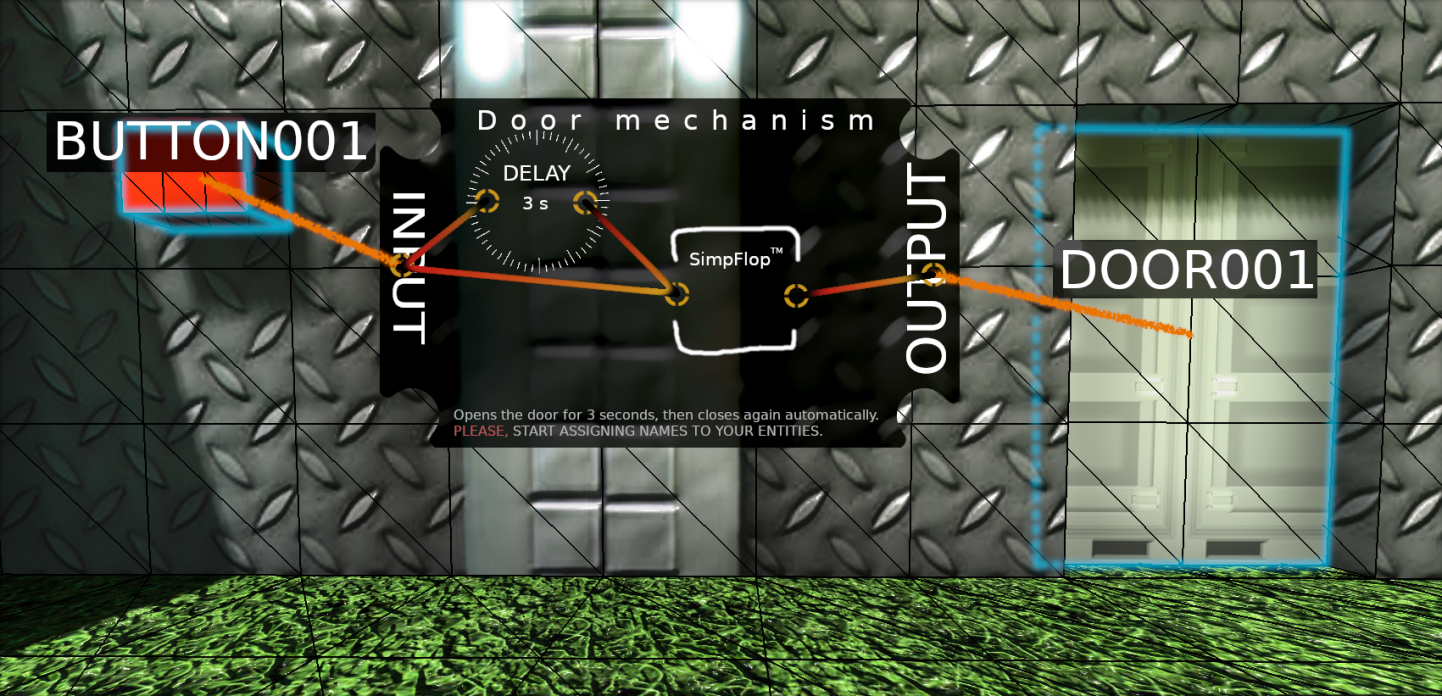 BUTTON001
Door mechanism
INPUT
DELAY
3 s
SimpFlop™
OUTPUT
DOOR001
Opens the door for 3 seconds, then closes again automatically.
PLEASE, START ASSIGNING NAMES TO YOUR ENTITIES.